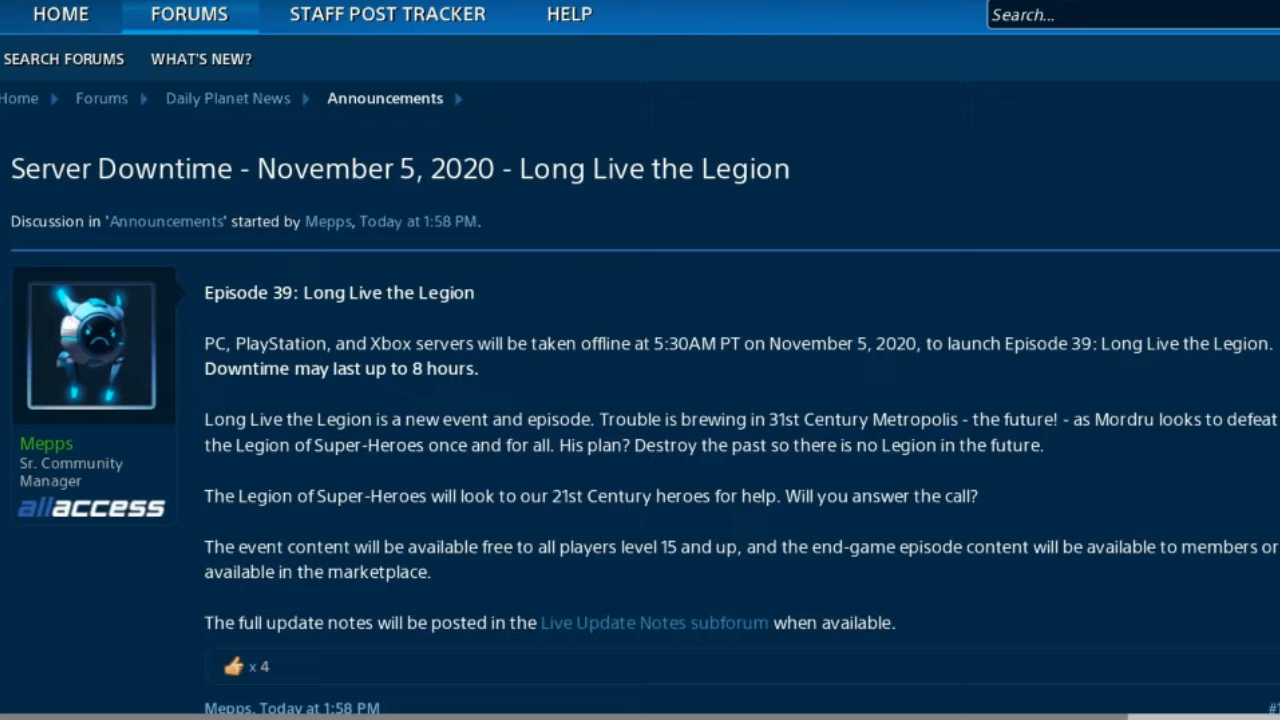 HOME FORUMS STAFF POST TRACKER HELP Search...
SEARCH FORUMS WHAT'S NEW?
Home Forums Daily Planet News Announcements
Server Downtime - November 5, 2020 - Long Live the Legion
Discussion in 'Announcements' started by Mepps, Today at 1:58 PM.
Episode 39: Long Live the Legion
PC, PlayStation, and Xbox servers will be taken offline at 5:30AM PT on November 5, 2020, to launch Episode 39: Long Live the Legion.
Downtime may last up to 8 hours.
Long Live the Legion is a new event and episode. Trouble is brewing in 31st Century Metropolis - the future! - as Mordru looks to defeat
the Legion of Super-Heroes once and for all. His plan? Destroy the past so there is no Legion in the future.
Mepps
Sr. Community
Manager
allaccess
The Legion of Super-Heroes will look to our 21st Century heroes for help. Will you answer the call?
The event content will be available free to all players level 15 and up, and the end-game episode content will be available to members or
available in the marketplace.
The full update notes will be posted in the Live Update Notes subforum when available.
x 4
Mepps, Today at 1:58 PM